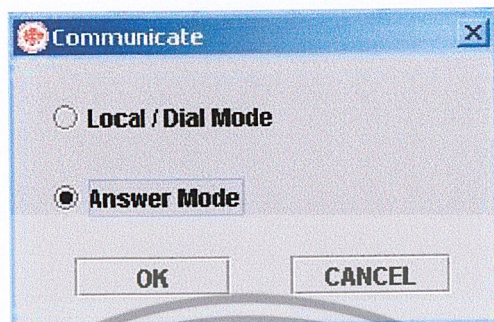 Communicate
Local / Dial Mode
Answer Mode
OK
CANCEL